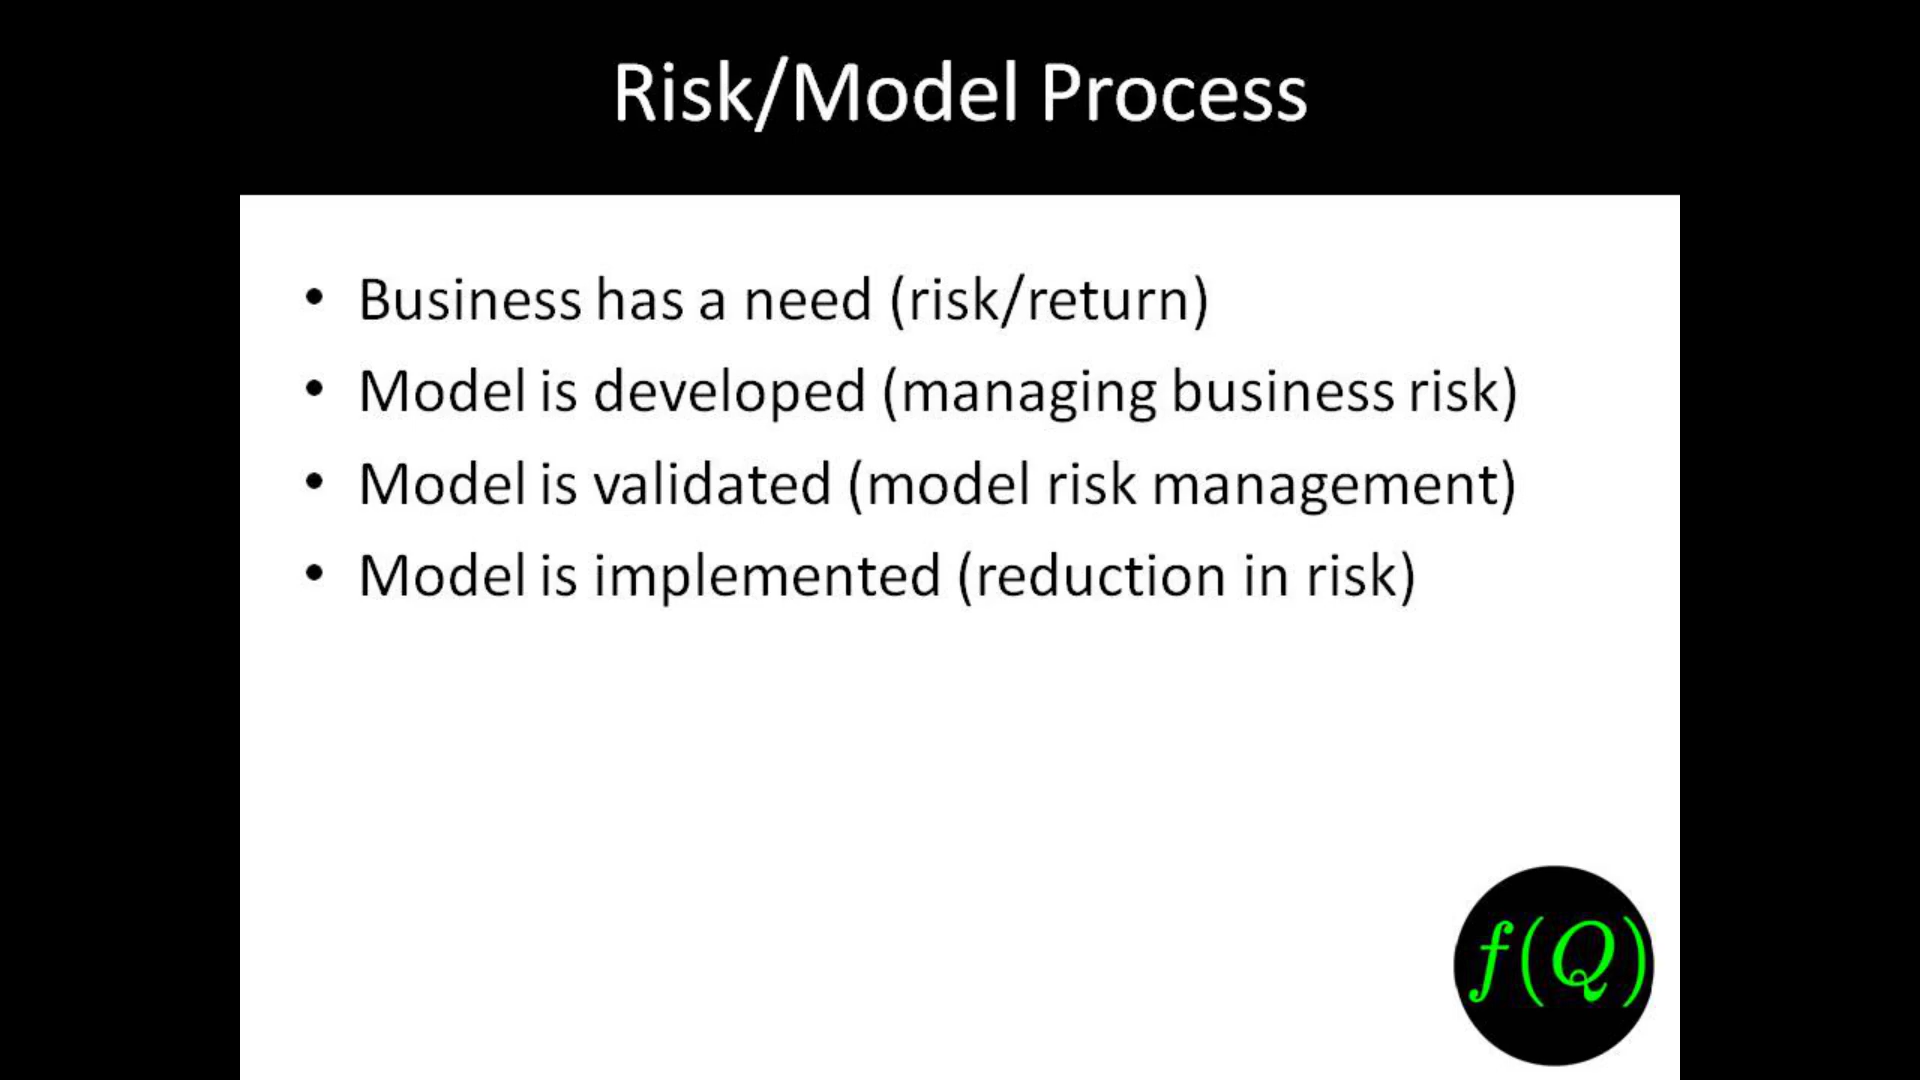 Risk/Model Process
• Business has a need (risk/return)
• Model is developed (managing business risk)
• Model is validated (model risk management)
• Model is implemented (reduction in risk)
f(Q)